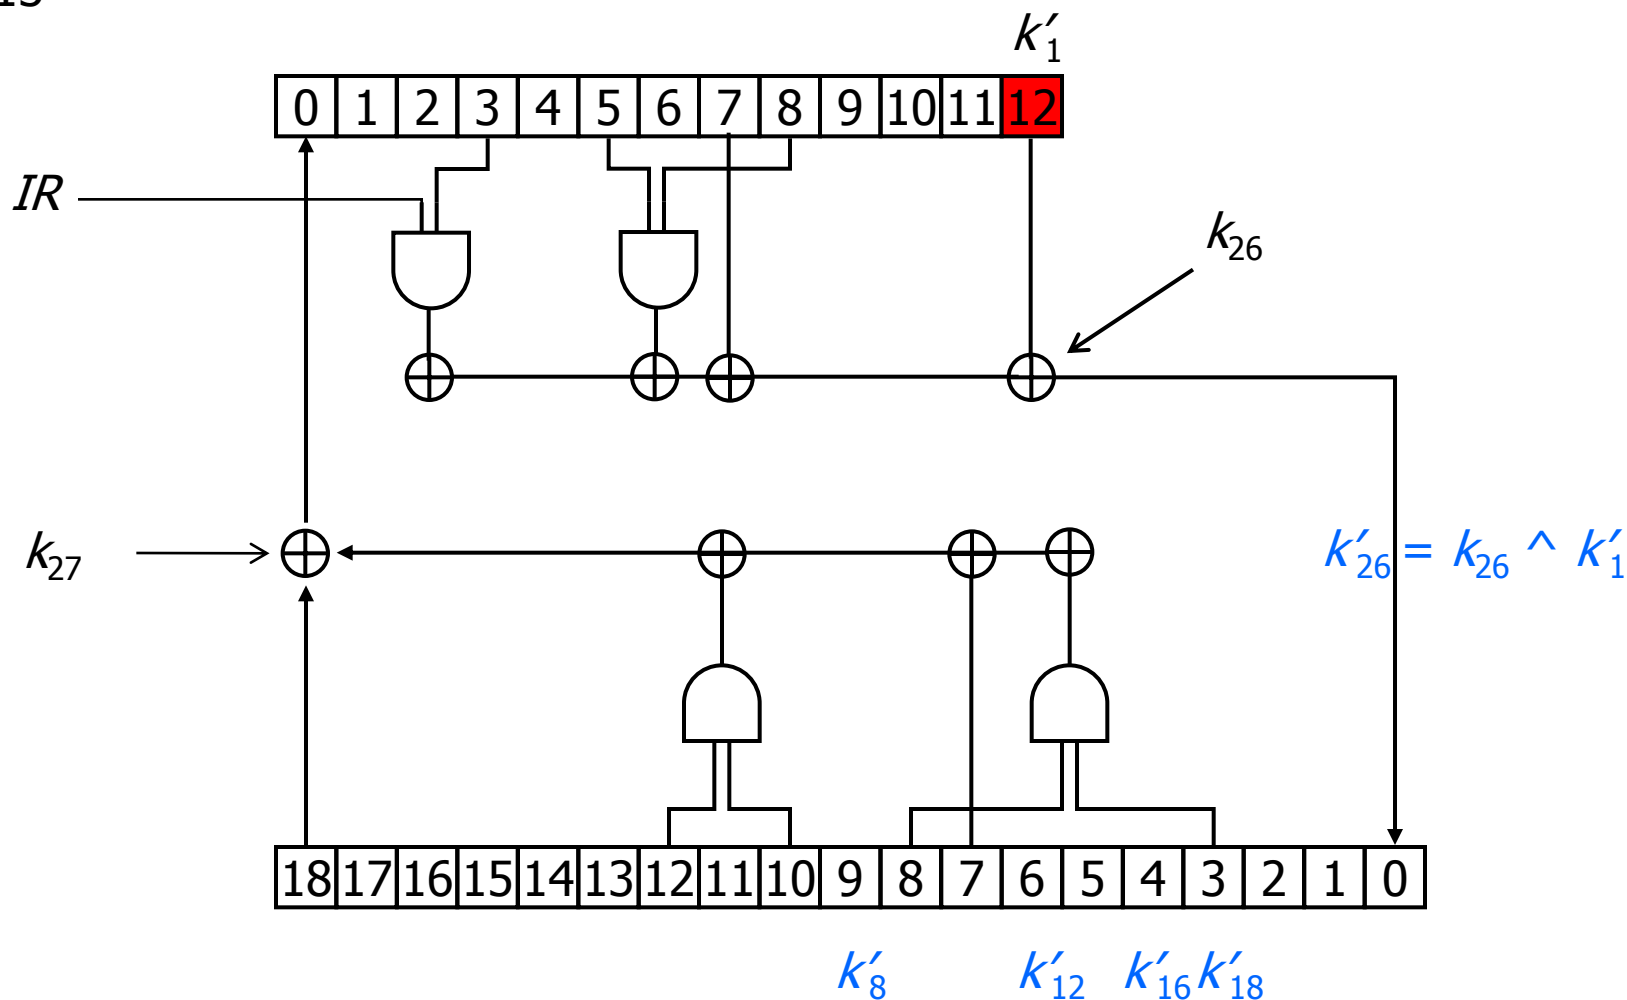 k′1
0 1 2 3 4 5 6 7 8 9 10 11 12
IR
k26
k27
k′26 = k26 ^ k′1
18 17 16 15 14 13 12 11 10 9 8 7 6 5 4 3 2 1 0
k′8 k′12 k′16 k′18